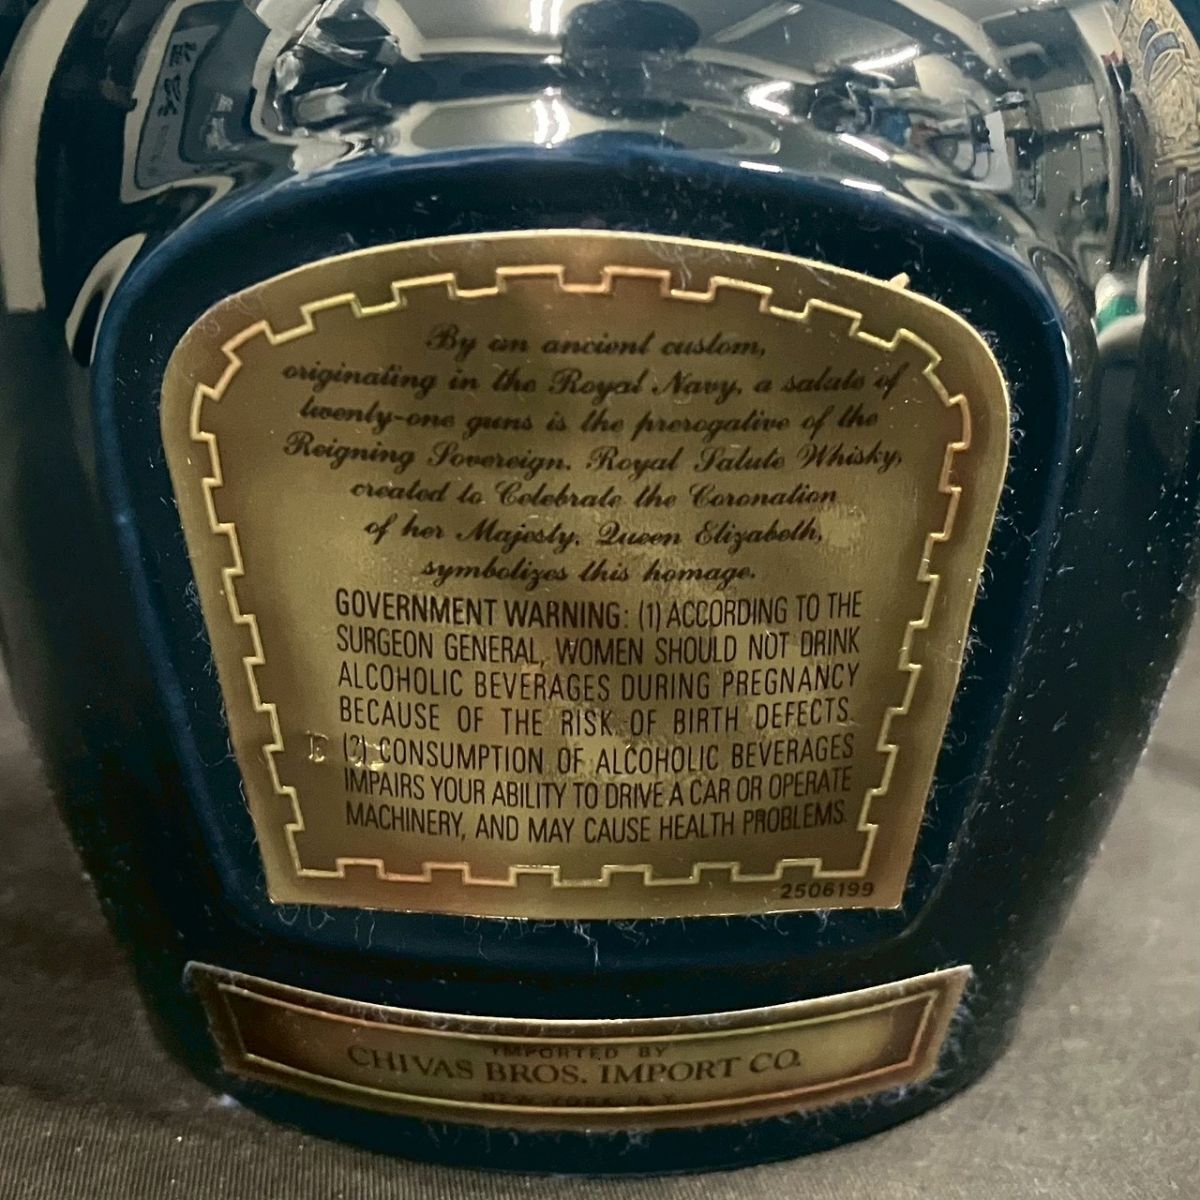 By an ancient custom,
originating in the Royal Navy, a salute of
twenty-one guns is the prerogative of the
Reigning Sovereign. Royal Salute Whisky,
created to Celebrate the Coronation
of her Majesty, Queen Elizabeth,
symbolizes this homage.
GOVERNMENT WARNING: (1) ACCORDING TO THE
SURGEON GENERAL, WOMEN SHOULD NOT DRINK
ALCOHOLIC BEVERAGES DURING PREGNANCY
BECAUSE OF THE RISK OF BIRTH DEFECTS.
(2) CONSUMPTION OF ALCOHOLIC BEVERAGES
IMPAIRS YOUR ABILITY TO DRIVE A CAR OR OPERATE
MACHINERY, AND MAY CAUSE HEALTH PROBLEMS.
2506199
IMPORTED BY
CHIVAS BROS. IMPORT CO.
NEW YORK N.Y.